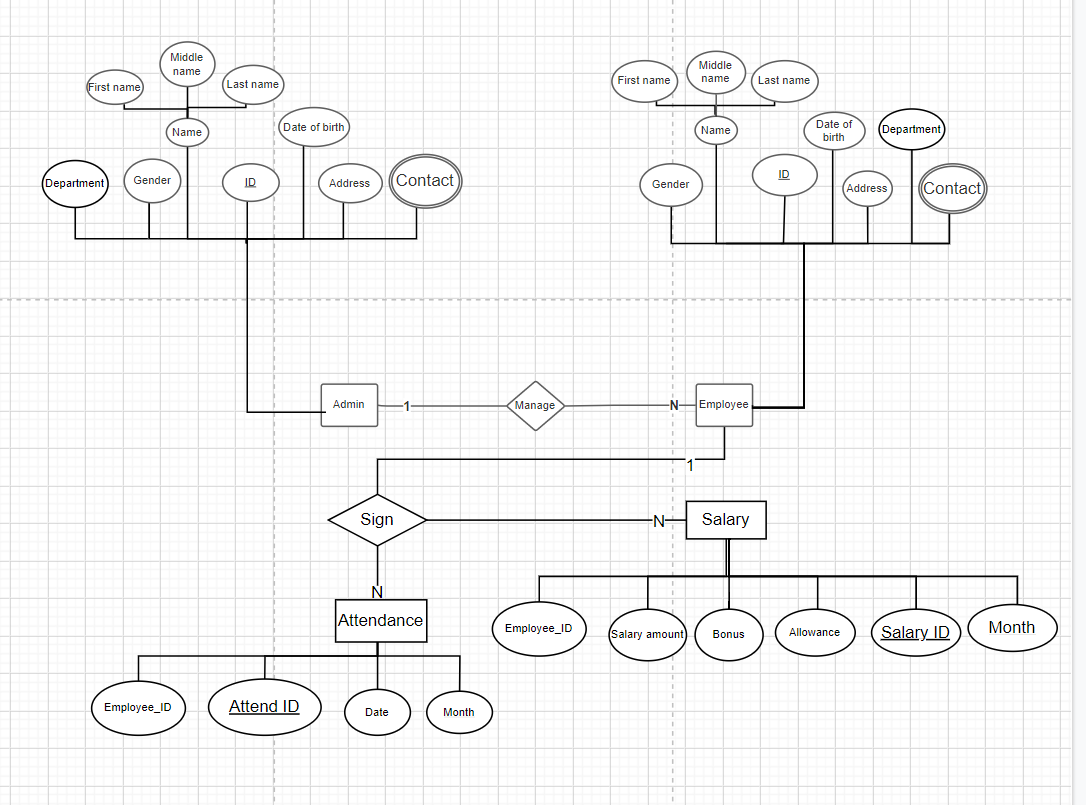 Middle
name
First name
Last name
Name
Date of birth
Department
Gender
ID
Address
Contact
Middle
name
First name
Last name
Name
Date of
birth
Department
Gender
ID
Address
Contact
Admin
1
Manage
N
Employee
1
Sign
N
Salary
N
Attendance
Employee_ID
Salary amount
Bonus
Allowance
Salary ID
Month
Employee_ID
Attend ID
Date
Month